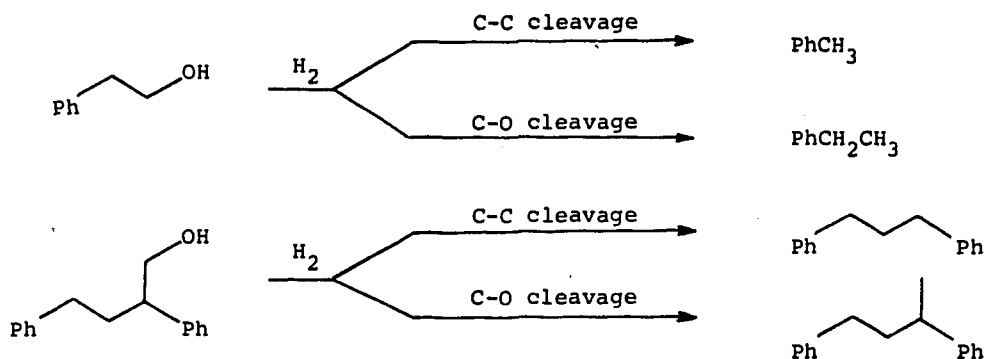 C-C cleavage
PhCH3
H2
OH
Ph
C-O cleavage
PhCH2CH3
C-C cleavage
OH
H2
Ph
Ph
C-O cleavage
Ph
Ph
Ph
Ph